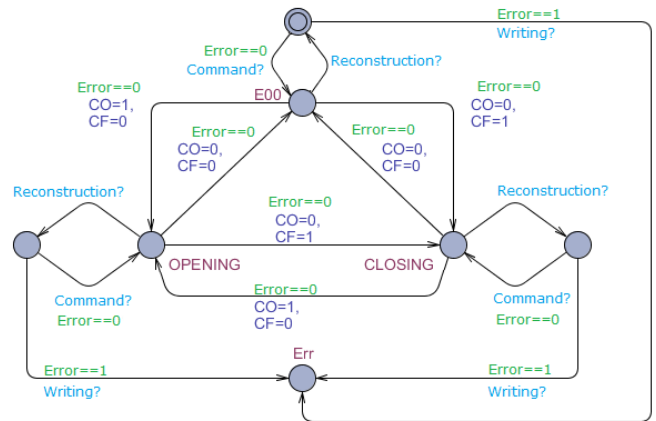 Error==1
Writing?
Error==0
Command?
Reconstruction?
E00
Error==0
CO=1,
CF=0
Error==0
CO=0,
CF=1
Error==0
CO=0,
CF=0
Error==0
CO=0,
CF=0
Reconstruction?
Reconstruction?
Error==0
CO=0,
CF=1
OPENING
CLOSING
Command?
Error==0
Error==0
CO=1,
CF=0
Command?
Error==0
Err
Error==1
Writing?
Error==1
Writing?